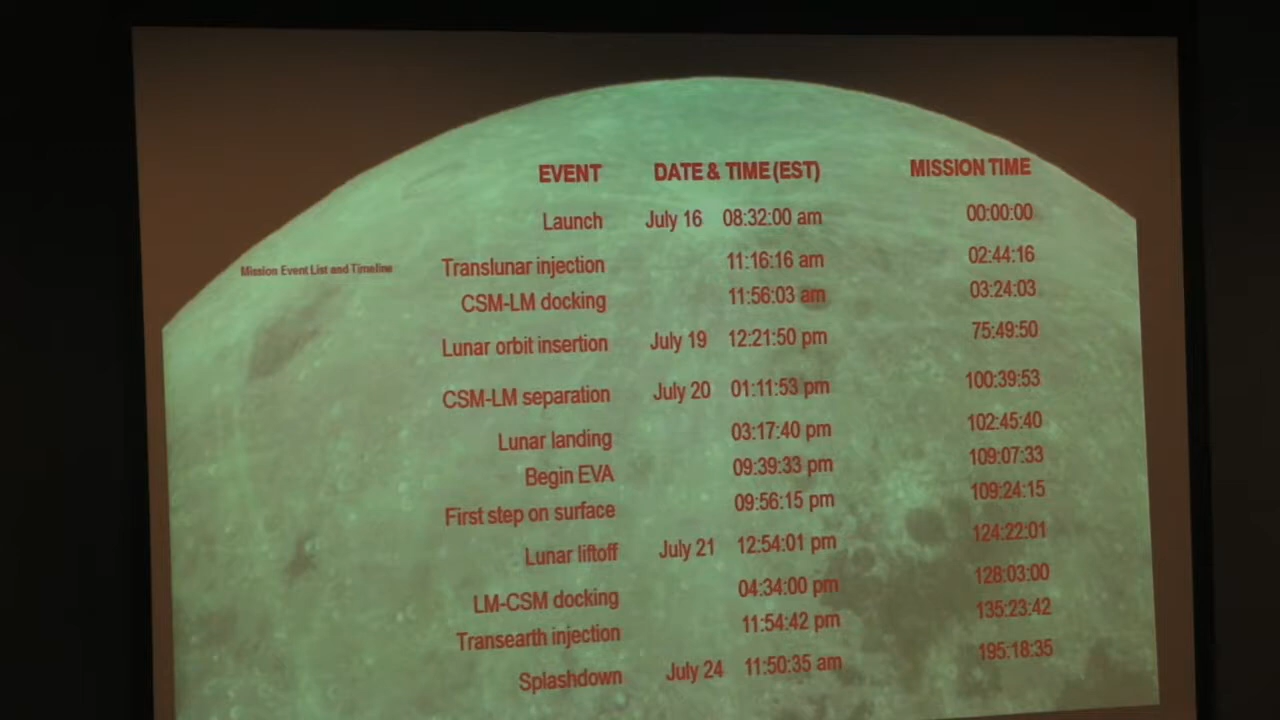 EVENT DATE & TIME (EST) MISSION TIME
Launch July 16 08:32:00 am 00:00:00
Mission Event List and Timeline
Translunar injection 11:16:16 am 02:44:16
CSM-LM docking 11:56:03 am 03:24:03
Lunar orbit insertion July 19 12:21:50 pm 75:49:50
CSM-LM separation July 20 01:11:53 pm 100:39:53
Lunar landing 03:17:40 pm 102:45:40
Begin EVA 09:39:33 pm 109:07:33
First step on surface 09:56:15 pm 109:24:15
Lunar liftoff July 21 12:54:01 pm 124:22:01
LM-CSM docking 04:34:00 pm 128:03:00
Transearth injection 11:54:42 pm 135:23:42
Splashdown July 24 11:50:35 am 195:18:35